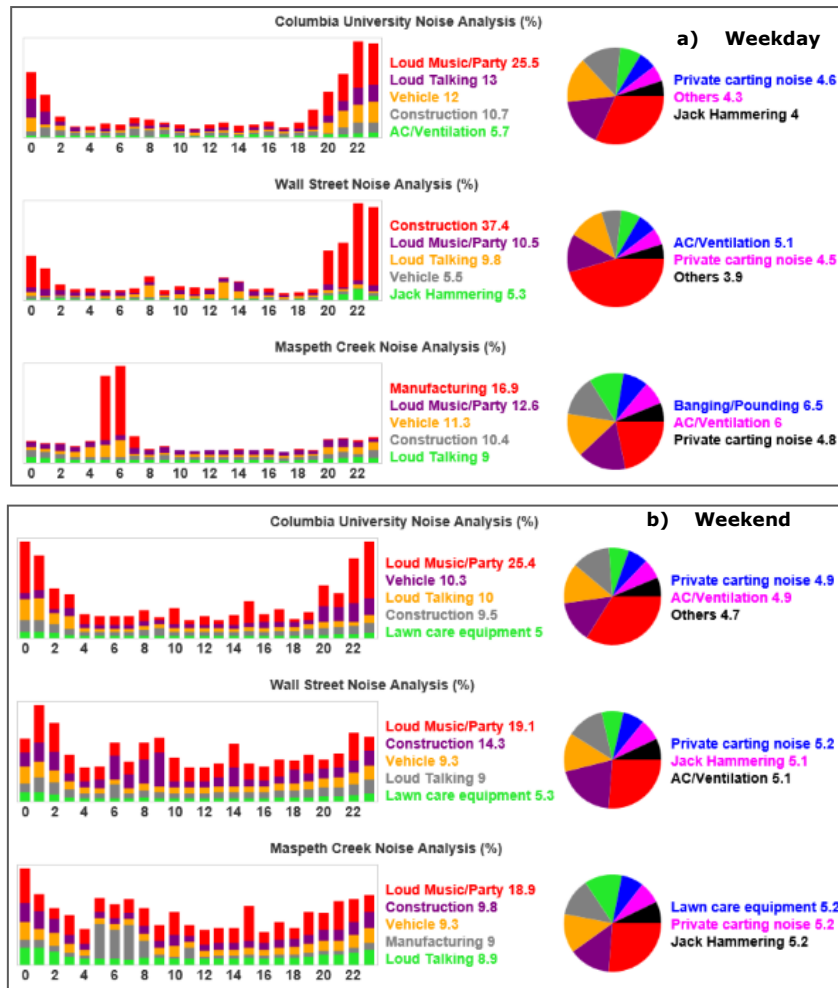 Columbia University Noise Analysis (%)
a) Weekday
Loud Music/Party 25.5
Loud Talking 13
Vehicle 12
Construction 10.7
AC/Ventilation 5.7
Private carting noise 4.6
Others 4.3
Jack Hammering 4
0 2 4 6 8 10 12 14 16 18 20 22
Wall Street Noise Analysis (%)
Construction 37.4
Loud Music/Party 10.5
Loud Talking 9.8
Vehicle 5.5
Jack Hammering 5.3
AC/Ventilation 5.1
Private carting noise 4.5
Others 3.9
0 2 4 6 8 10 12 14 16 18 20 22
Maspeth Creek Noise Analysis (%)
Manufacturing 16.9
Loud Music/Party 12.6
Vehicle 11.3
Construction 10.4
Loud Talking 9
Banging/Pounding 6.5
AC/Ventilation 6
Private carting noise 4.8
0 2 4 6 8 10 12 14 16 18 20 22
Columbia University Noise Analysis (%)
b) Weekend
Loud Music/Party 25.4
Vehicle 10.3
Loud Talking 10
Construction 9.5
Lawn care equipment 5
Private carting noise 4.9
AC/Ventilation 4.9
Others 4.7
0 2 4 6 8 10 12 14 16 18 20 22
Wall Street Noise Analysis (%)
Loud Music/Party 19.1
Construction 14.3
Vehicle 9.3
Loud Talking 9
Lawn care equipment 5.3
Private carting noise 5.2
Jack Hammering 5.1
AC/Ventilation 5.1
0 2 4 6 8 10 12 14 16 18 20 22
Maspeth Creek Noise Analysis (%)
Loud Music/Party 18.9
Construction 9.8
Vehicle 9.3
Manufacturing 9
Loud Talking 8.9
Lawn care equipment 5.2
Private carting noise 5.2
Jack Hammering 5.2
0 2 4 6 8 10 12 14 16 18 20 22